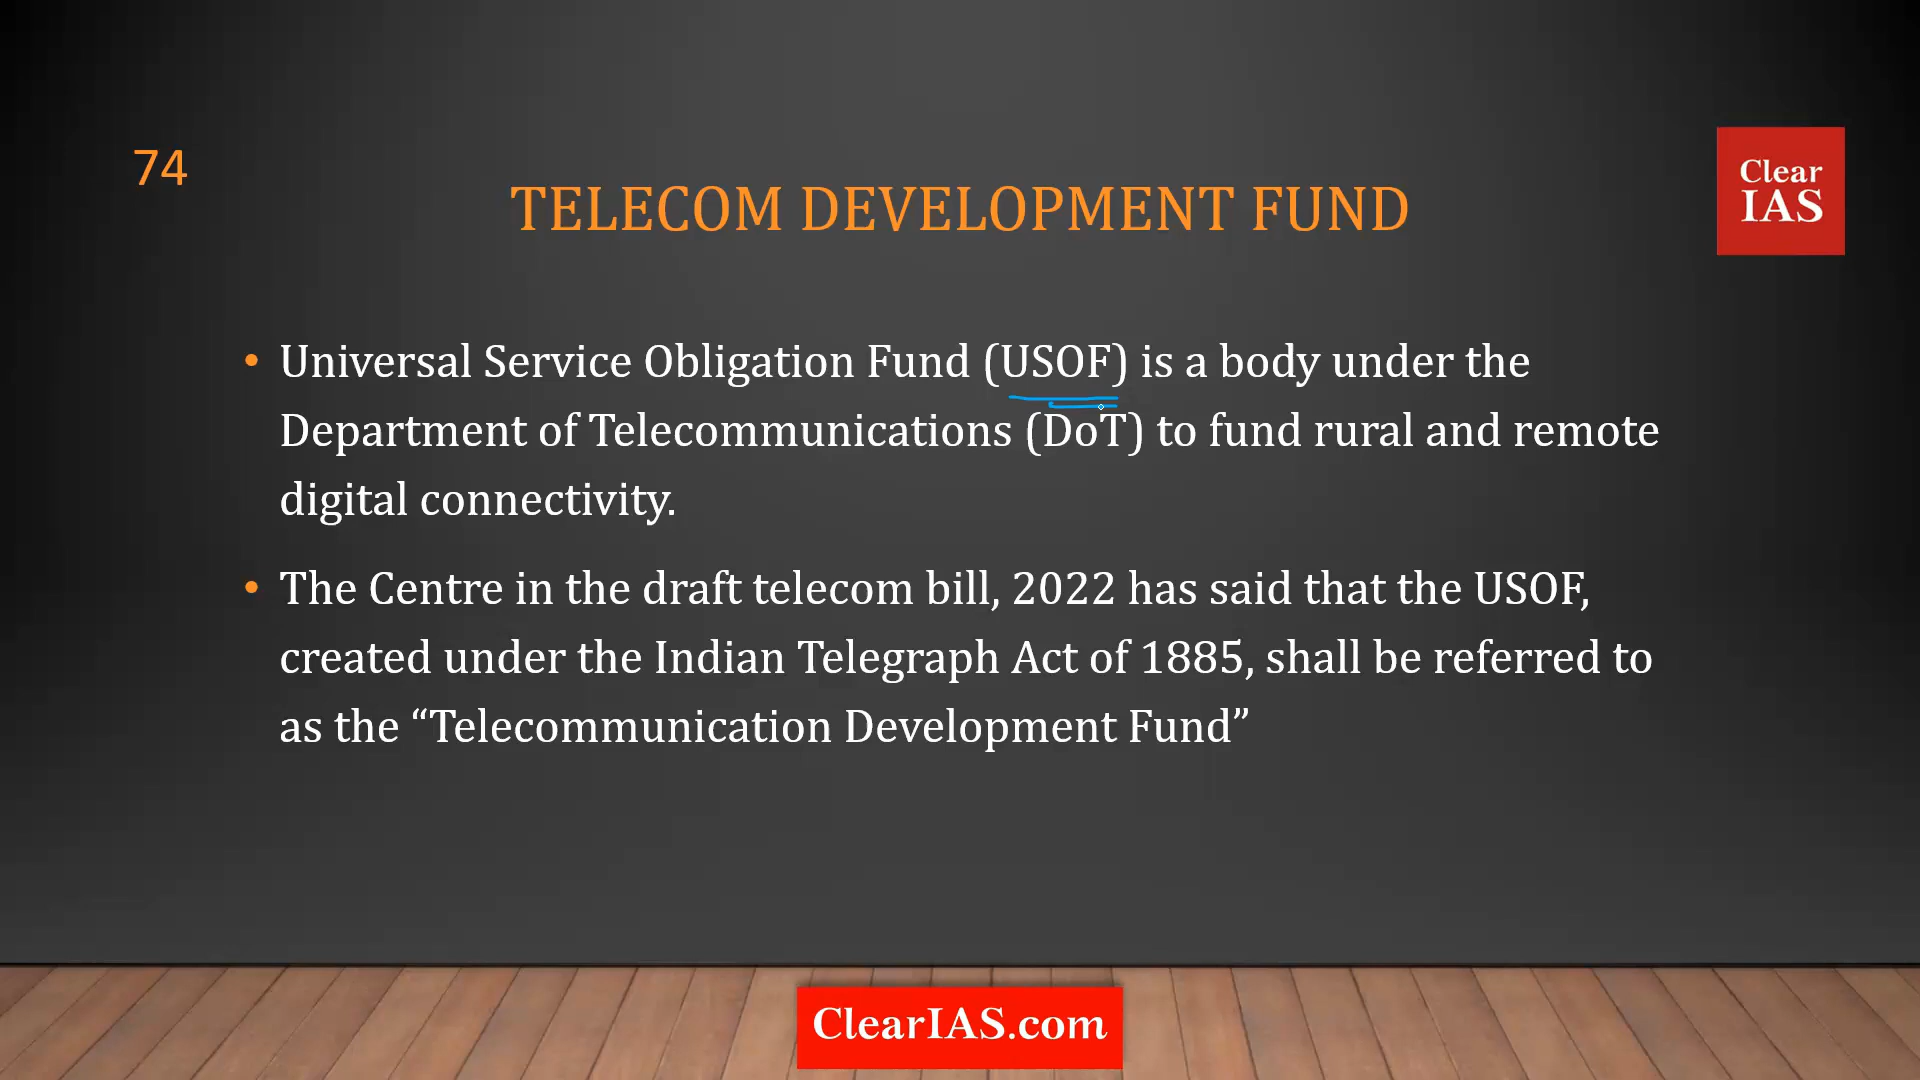 74
Clear
IAS
TELECOM DEVELOPMENT FUND
• Universal Service Obligation Fund (USOF) is a body under the
Department of Telecommunications (DoT) to fund rural and remote
digital connectivity.
• The Centre in the draft telecom bill, 2022 has said that the USOF,
created under the Indian Telegraph Act of 1885, shall be referred to
as the “Telecommunication Development Fund”
ClearIAS.com